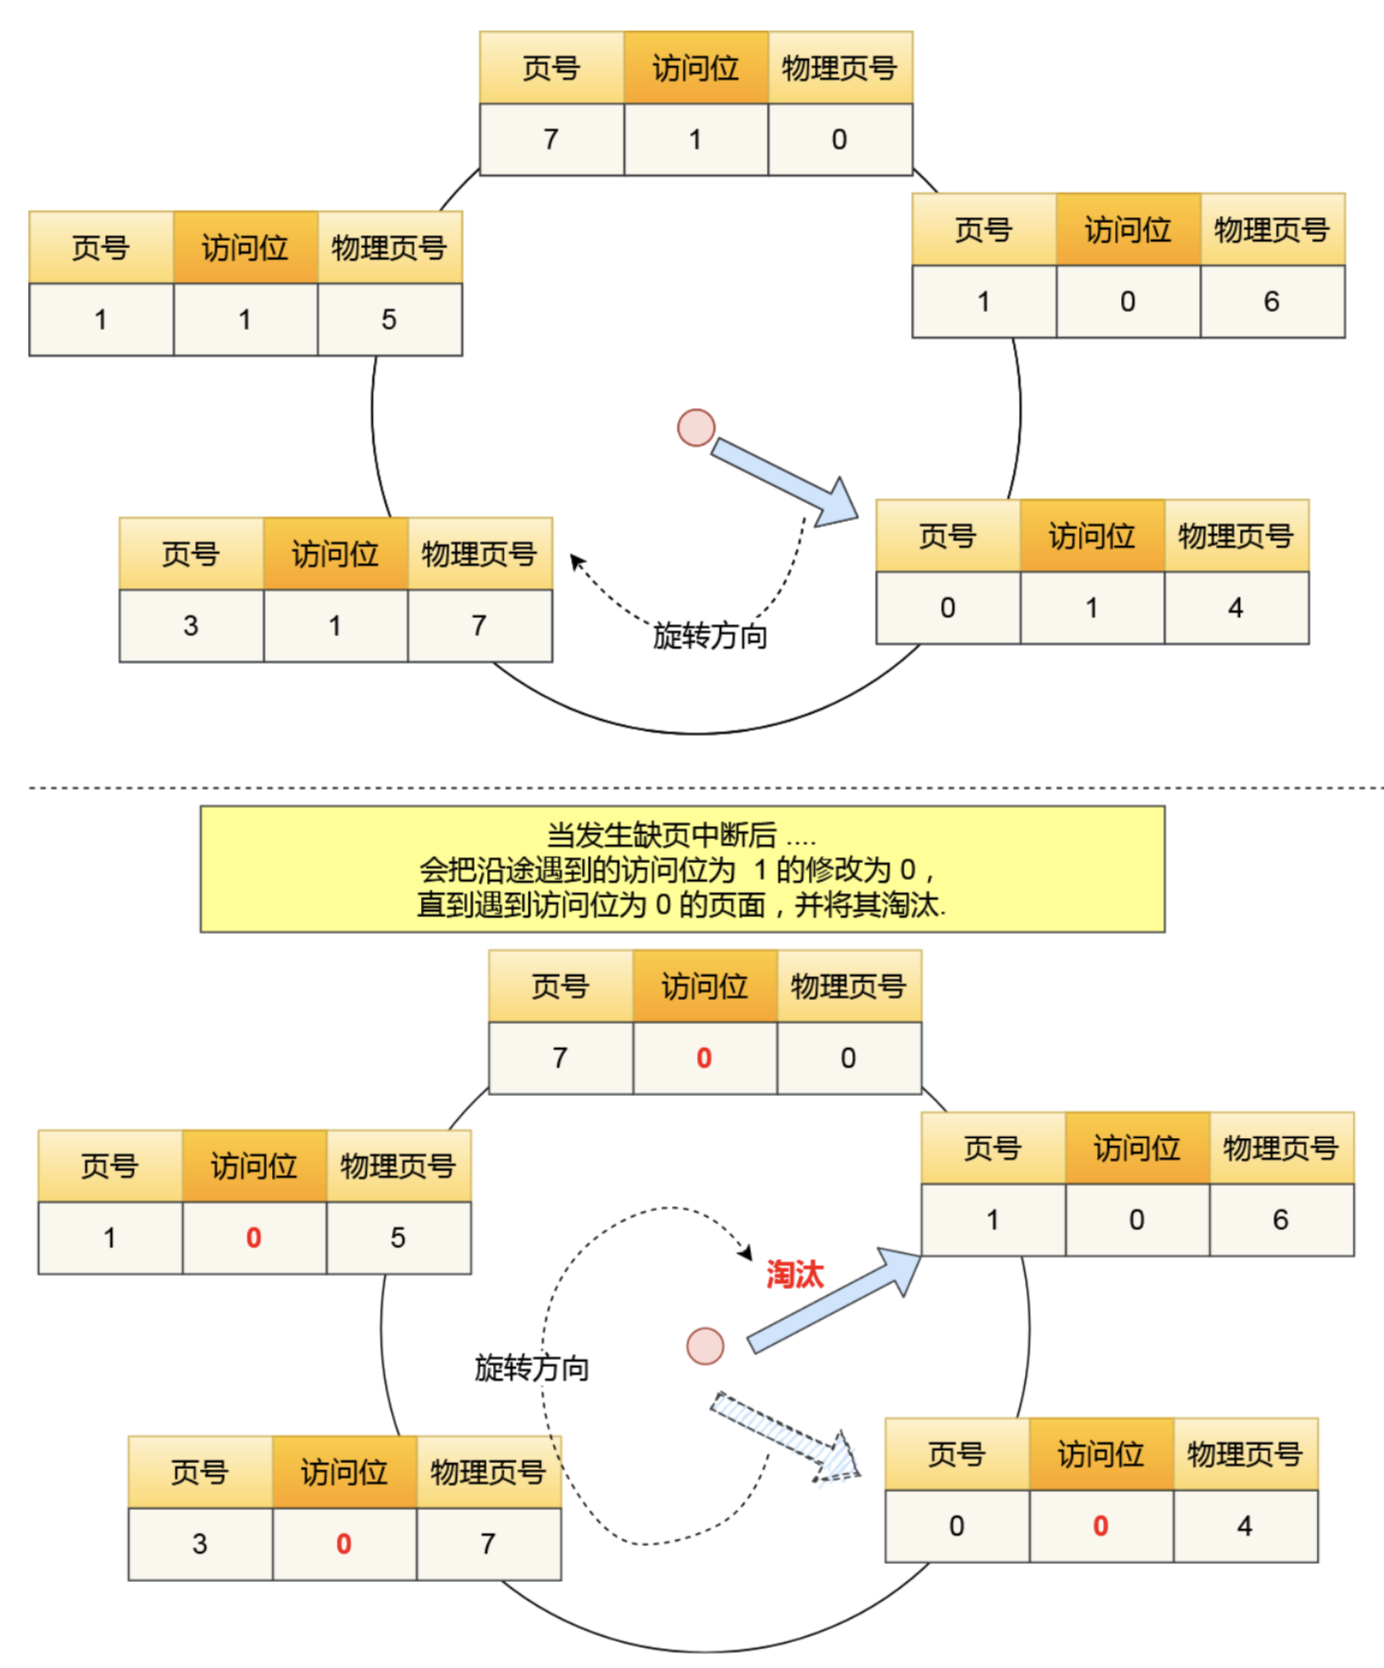 页号 访问位 物理页号
7 1 0
页号 访问位 物理页号
1 0 6
页号 访问位 物理页号
1 1 5
页号 访问位 物理页号
0 1 4
页号 访问位 物理页号
3 1 7
旋转方向
当发生缺页中断后 ....
会把沿途遇到的访问位为 1 的修改为 0，
直到遇到访问位为 0 的页面，并将其淘汰.
页号 访问位 物理页号
7 0 0
页号 访问位 物理页号
1 0 6
页号 访问位 物理页号
1 0 5
淘汰
旋转方向
页号 访问位 物理页号
0 0 4
页号 访问位 物理页号
3 0 7